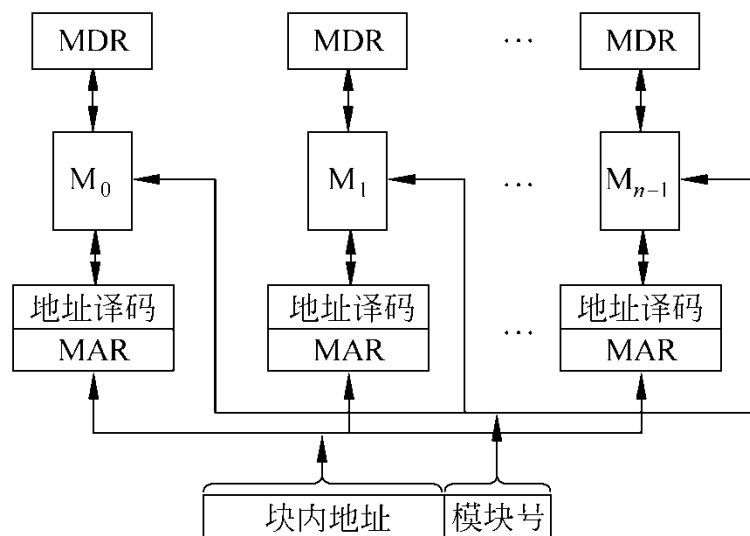 MDR MDR ··· MDR
M₀ M₁ ··· Mₙ₋₁
地址译码 地址译码 地址译码
MAR MAR ··· MAR
块内地址 模块号